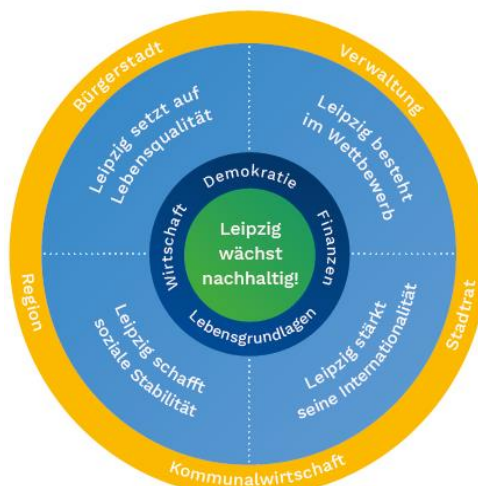 Bürgerstadt
Verwaltung
Leipzig setzt auf
Lebensqualität
Leipzig besteht
im Wettbewerb
Demokratie
Wirtschaft
Finanzen
Leipzig
wächst
nachhaltig!
Lebensgrundlagen
Region
Stadtrat
Leipzig schafft
soziale Stabilität
Leipzig stärkt
seine Internationalität
Kommunalwirtschaft